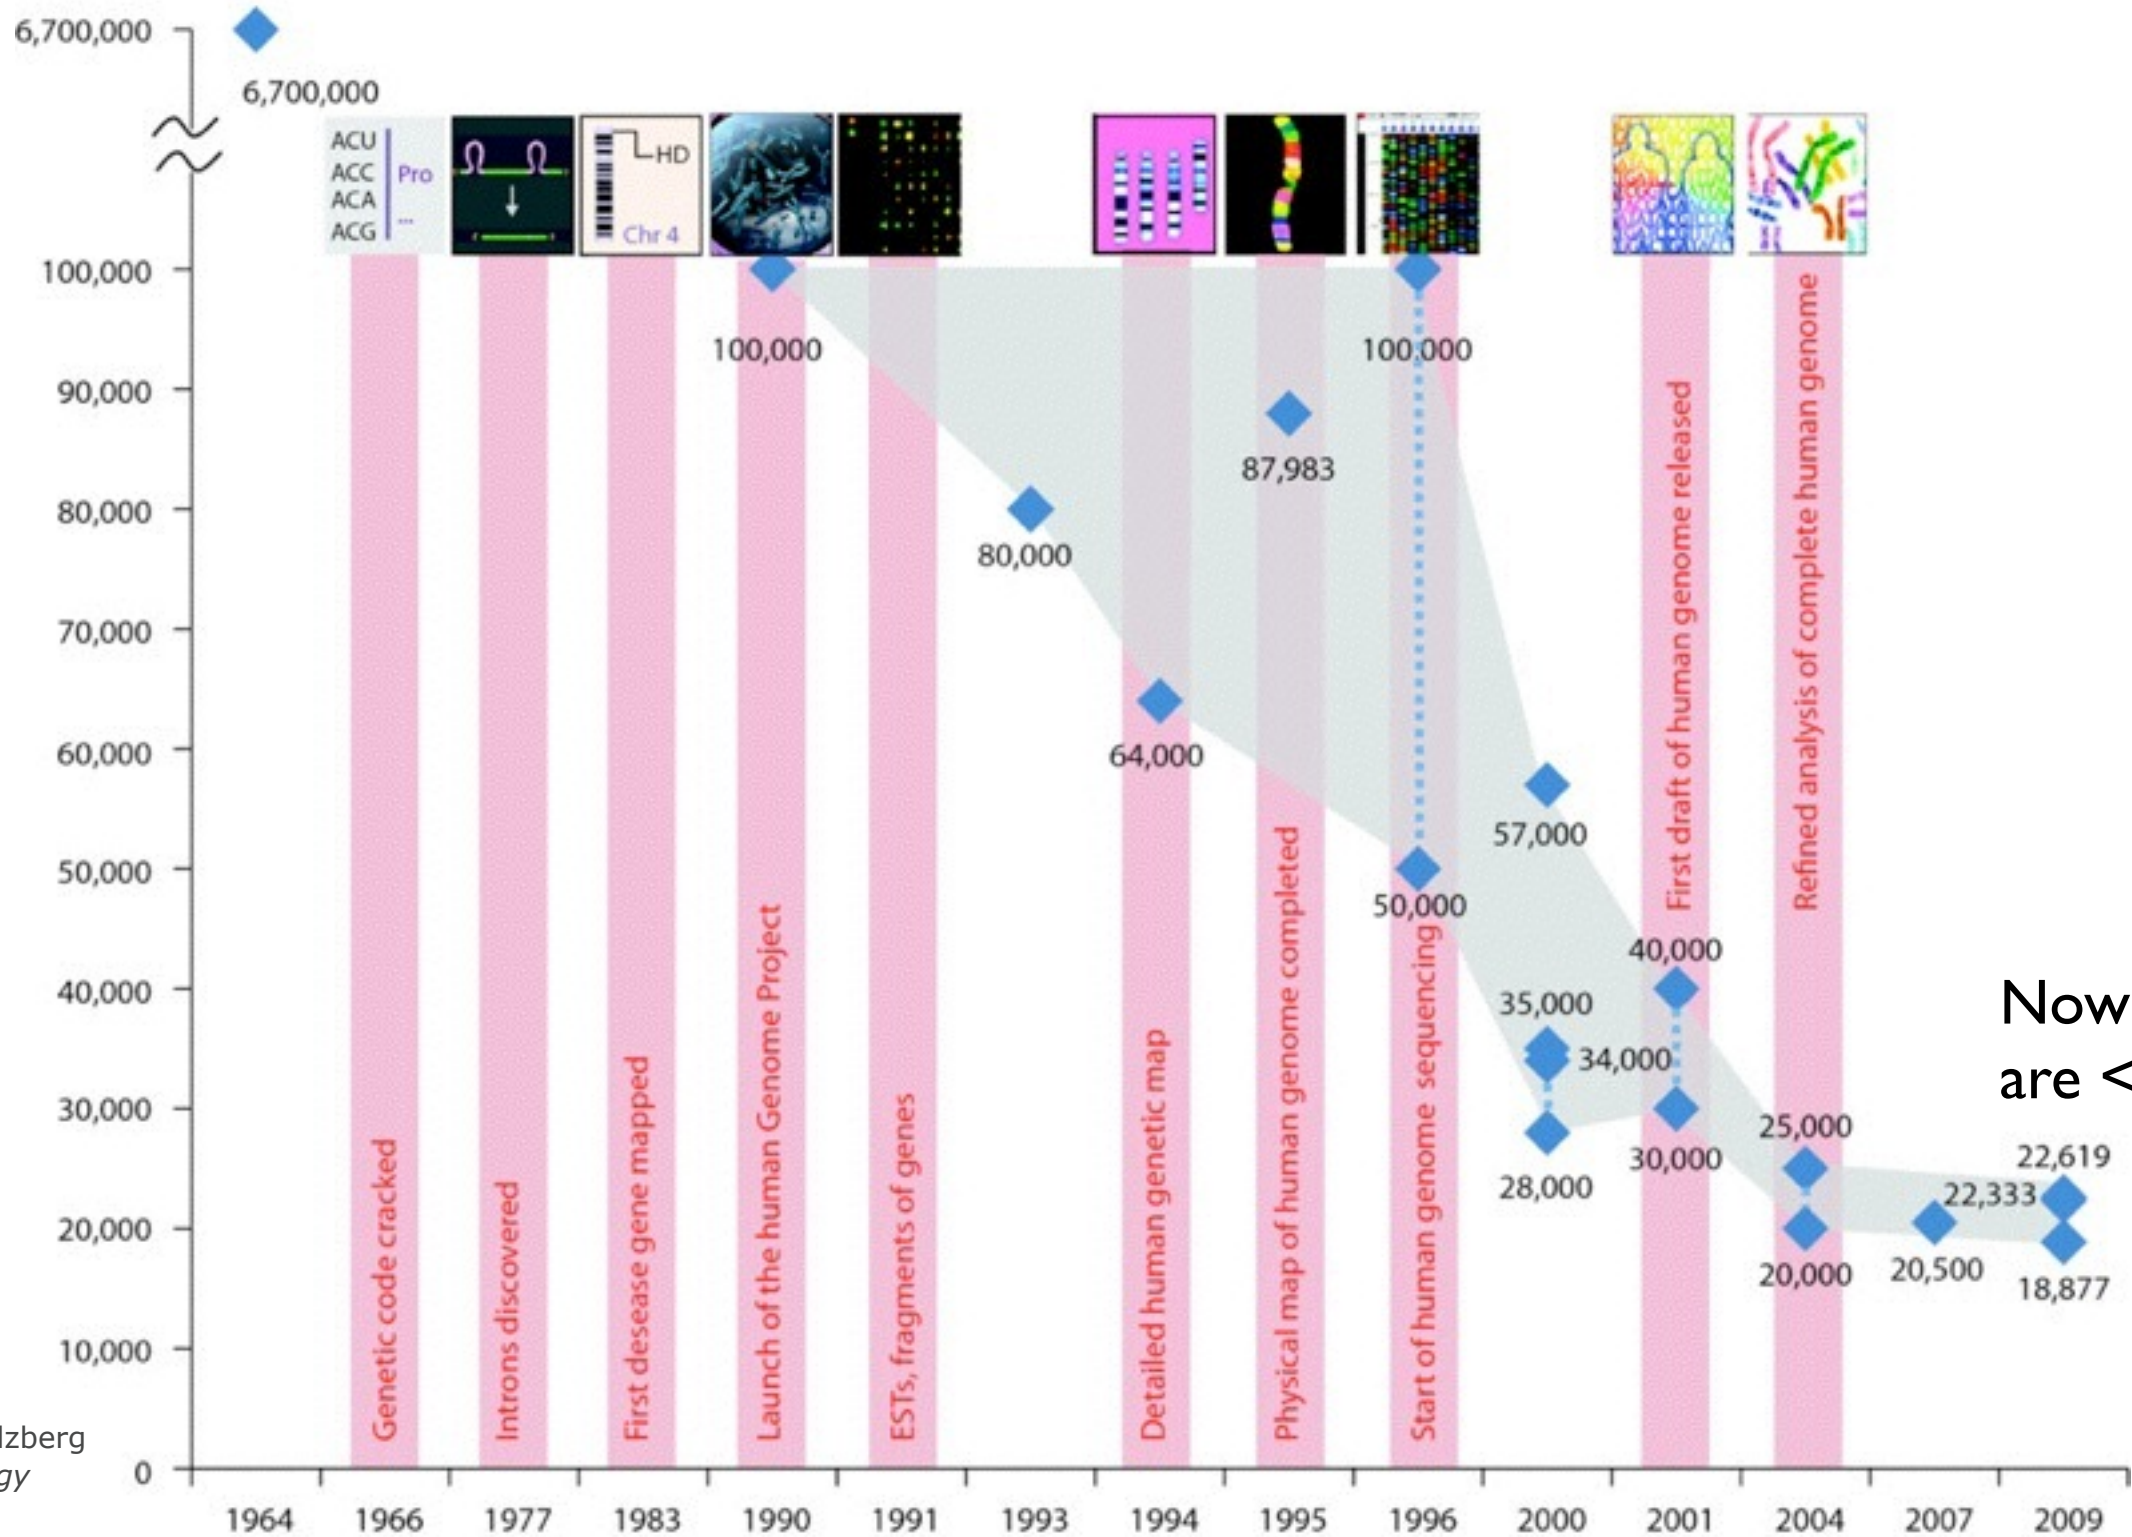 6,700,000
6,700,000
ACU
ACC
ACA
ACG
Pro
...
HD
Chr 4
100,000
90,000
80,000
70,000
60,000
50,000
40,000
30,000
20,000
10,000
0
100,000
80,000
64,000
87,983
100,000
50,000
57,000
35,000
34,000
28,000
40,000
30,000
25,000
20,000
20,500
22,619
22,333
18,877
Genetic code cracked
Introns discovered
First desease gene mapped
Launch of the human Genome Project
ESTs, fragments of genes
Detailed human genetic map
Physical map of human genome completed
Start of human genome sequencing
First draft of human genome released
Refined analysis of complete human genome
Now
are <
lzberg
gy
1964 1966 1977 1983 1990 1991 1993 1994 1995 1996 2000 2001 2004 2007 2009